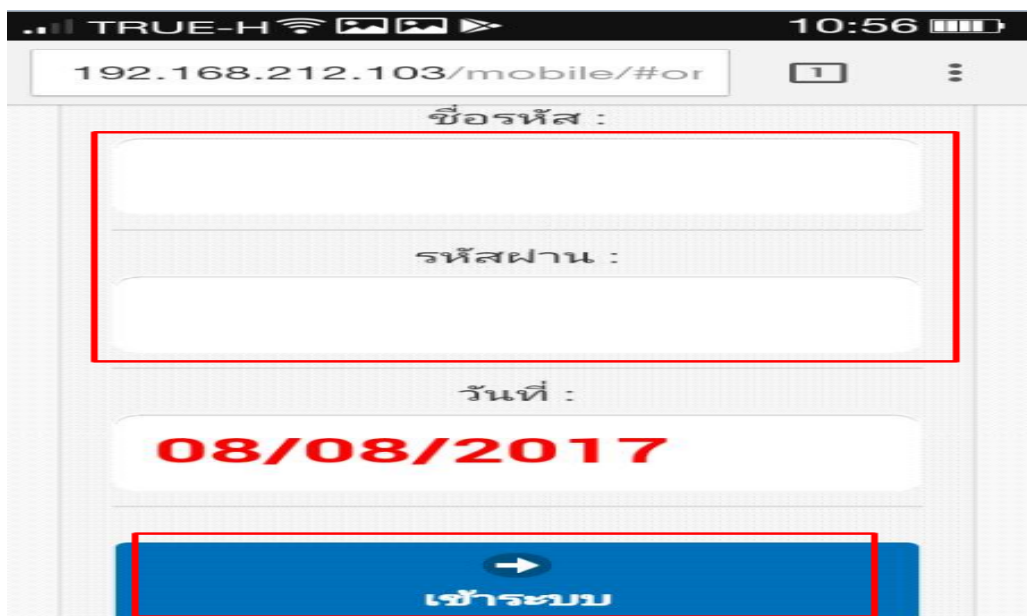 TRUE-H 10:56
192.168.212.103/mobile/#or 1
ชื่อรหัส :
รหัสผ่าน :
วันที่ :
08/08/2017
เข้าระบบ